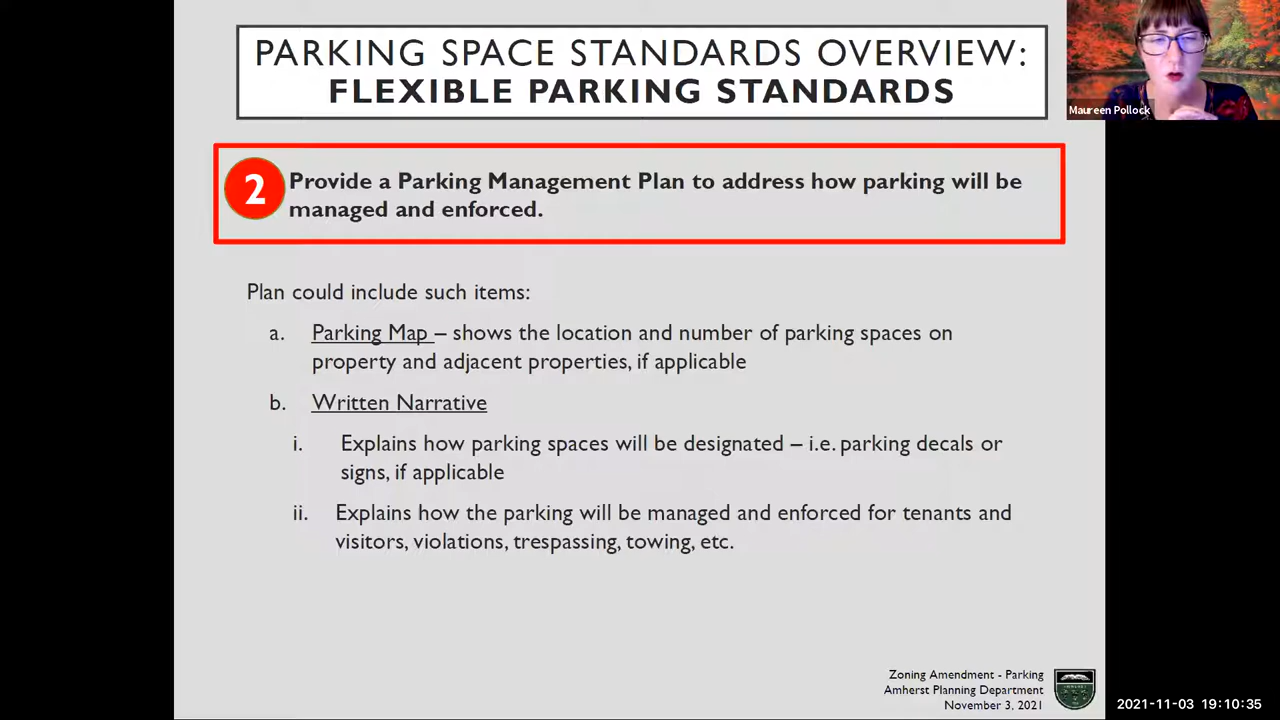 PARKING SPACE STANDARDS OVERVIEW:
FLEXIBLE PARKING STANDARDS
Maureen Pollock
2
Provide a Parking Management Plan to address how parking will be
managed and enforced.
Plan could include such items:
a. Parking Map – shows the location and number of parking spaces on
property and adjacent properties, if applicable
b. Written Narrative
i. Explains how parking spaces will be designated – i.e. parking decals or
signs, if applicable
ii. Explains how the parking will be managed and enforced for tenants and
visitors, violations, trespassing, towing, etc.
Zoning Amendment - Parking
Amherst Planning Department
November 3, 2021
2021-11-03 19:10:35